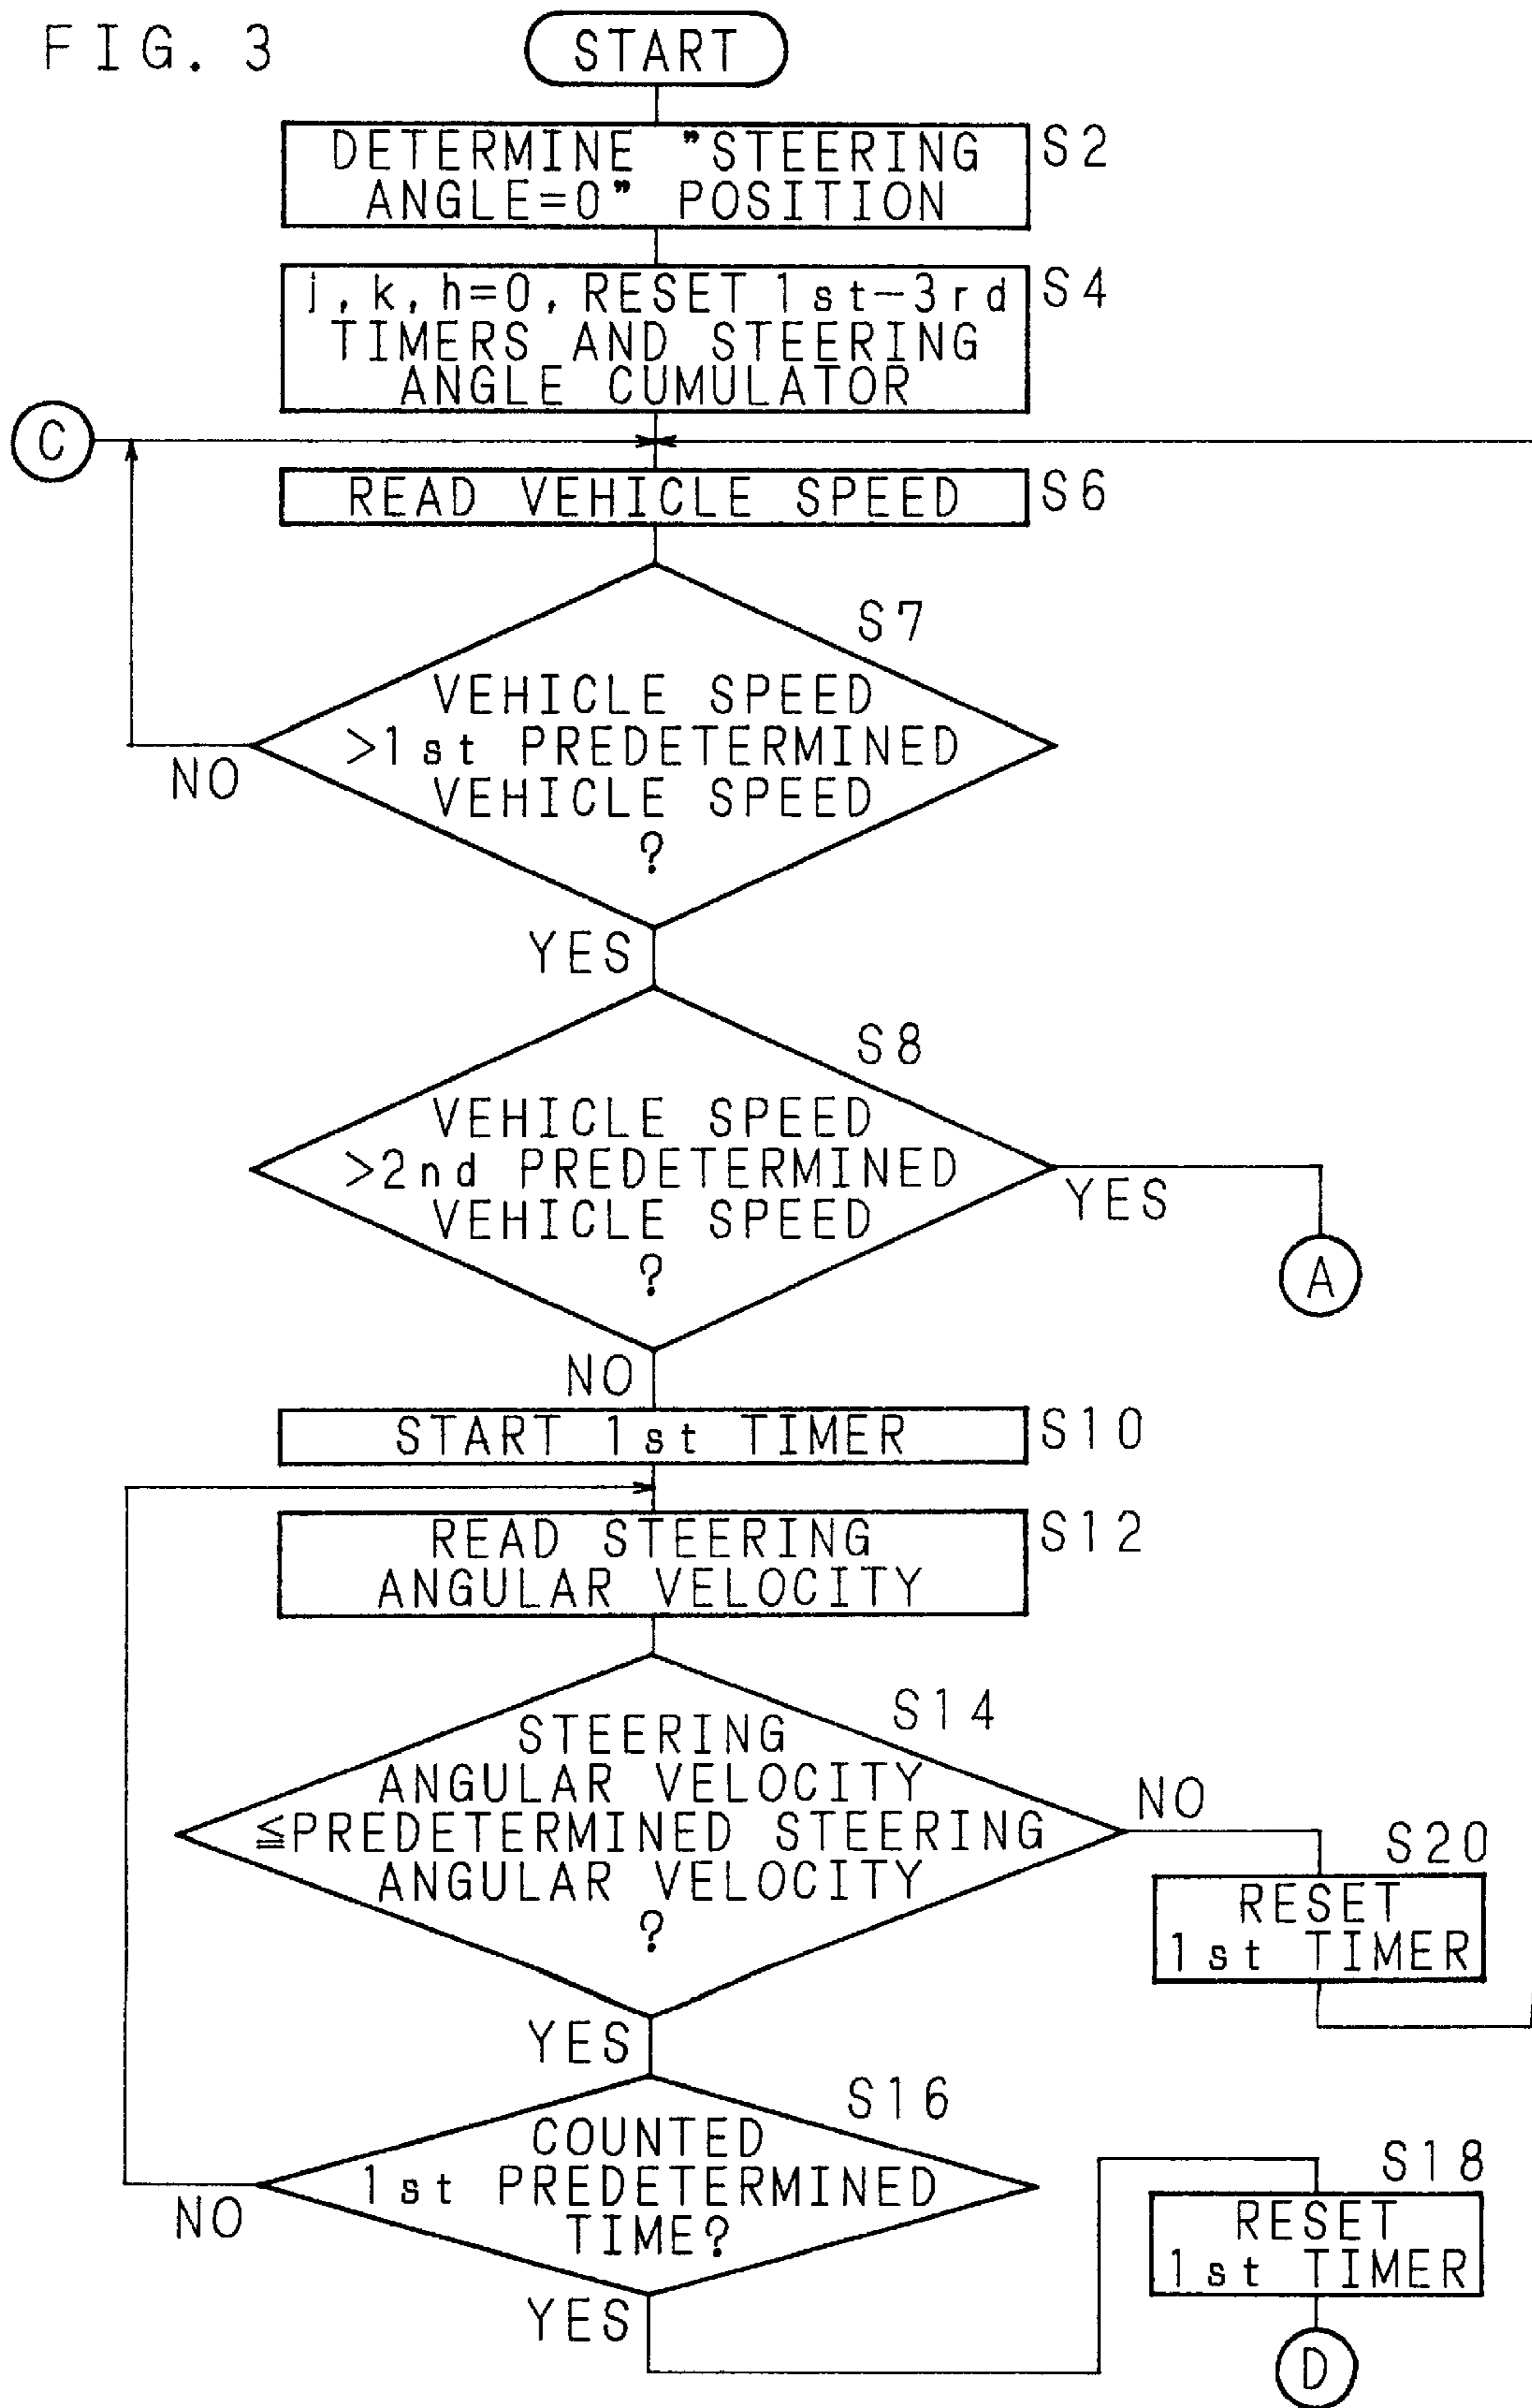 FIG. 3
START
DETERMINE "STEERING
ANGLE=0" POSITION
S2
j, k, h=0, RESET 1st-3rd
TIMERS AND STEERING
ANGLE CUMULATOR
S4
C
READ VEHICLE SPEED
S6
S7
VEHICLE SPEED
>1st PREDETERMINED
VEHICLE SPEED
?
NO
YES
S8
VEHICLE SPEED
>2nd PREDETERMINED
VEHICLE SPEED
?
YES
A
NO
START 1st TIMER
S10
READ STEERING
ANGULAR VELOCITY
S12
S14
STEERING
ANGULAR VELOCITY
≦PREDETERMINED STEERING
ANGULAR VELOCITY
?
NO
S20
RESET
1st TIMER
YES
S16
COUNTED
1st PREDETERMINED
TIME?
NO
YES
S18
RESET
1st TIMER
D